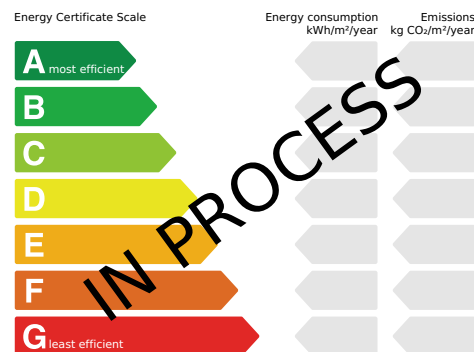 Energy Certificate Scale
Energy consumption
kWh/m²/year
Emissions
kg CO₂/m²/year
A most efficient
B
C
D
E
F
G least efficient
IN PROCESS